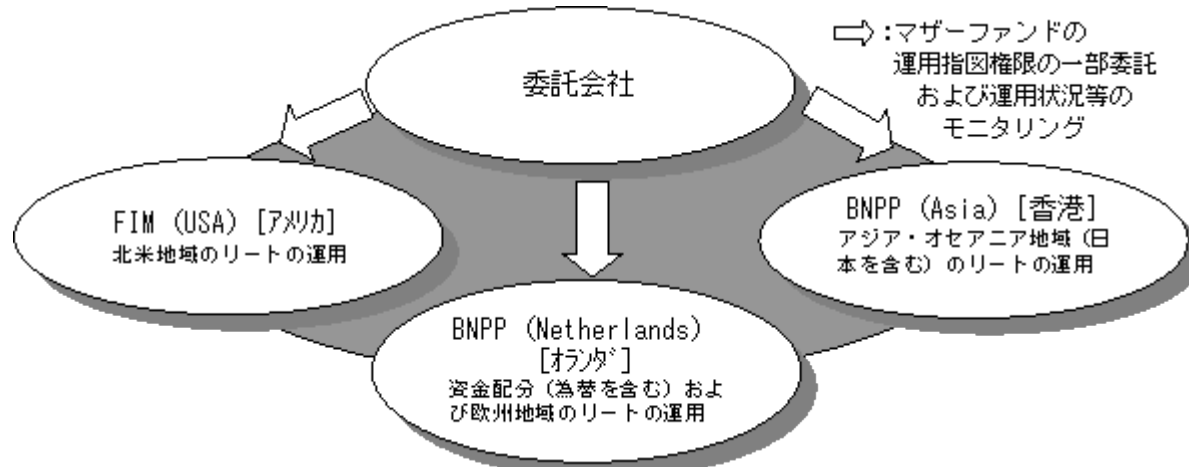 委託会社
⇨:マザーファンドの
運用指図権限の一部委託
および運用状況等の
モニタリング
FIM (USA) [ｱﾒﾘｶ]
北米地域のリートの運用
BNPP (Asia) [香港]
アジア・オセアニア地域（日
本を含む）のリートの運用
BNPP (Netherlands)
[ｵﾗﾝﾀﾞ]
資金配分（為替を含む）およ
び欧州地域のリートの運用